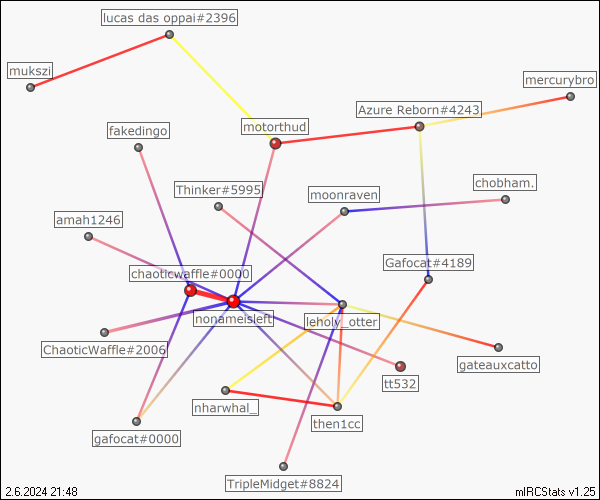 lucas das oppai#2396
mukszi
mercurybro
Azure Reborn#4243
fakedingo
motorthud
Thinker#5995
moonraven
chobham.
amah1246
Gafocat#4189
chaoticwaffle#0000
nonameisleft
leholy_otter
ChaoticWaffle#2006
gateauxcatto
tt532
nharwhal_
then1cc
gafocat#0000
TripleMidget#8824
2.6.2024 21:48
mIRCStats v1.25